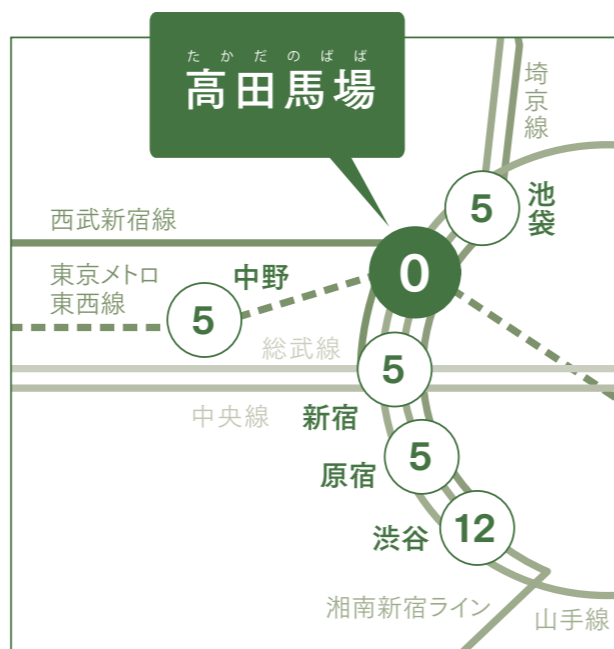 たかだのばば
高田馬場
埼京線
5
池袋
西武新宿線
0
東京メトロ
東西線
中野
5
総武線
5
中央線
新宿
5
原宿
12
渋谷
湘南新宿ライン
山手線